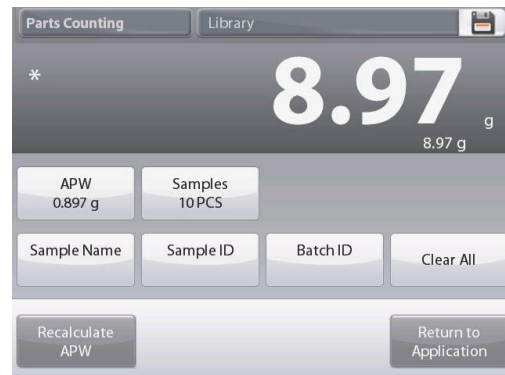 Parts Counting
Library
*
8.97 g
8.97 g
APW
0.897 g
Samples
10 PCS
Sample Name
Sample ID
Batch ID
Clear All
Recalculate
APW
Return to
Application